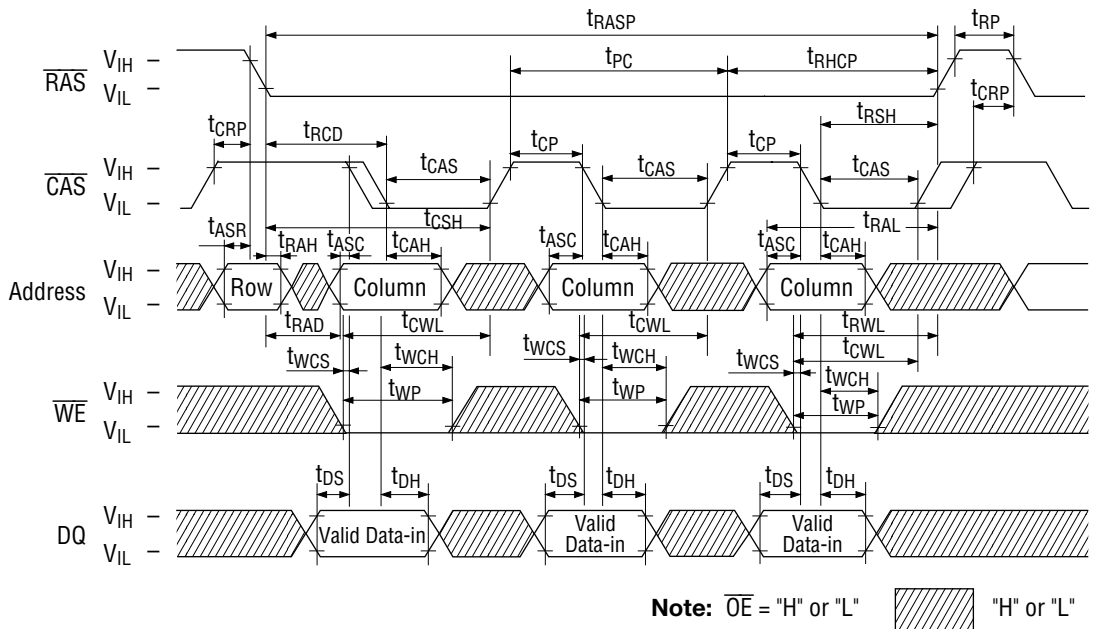 tRASP
tRP
RAS
VIH –
VIL –
tPC
tRHCP
tCRP
tRCD
tRSH
tCRP
CAS
VIH –
VIL –
tCAS
tCP
tCAS
tCP
tCAS
tCSH
tRAL
tASR
tRAH
tASC
tCAH
tASC
tCAH
tASC
tCAH
Address
VIH –
VIL –
Row
Column
Column
Column
tRAD
tCWL
tCWL
tRWL
tWCS
tWCH
tWCS
tWCH
tWCS
tCWL
tWCH
WE
VIH –
VIL –
tWP
tWP
tWP
tDS
tDH
tDS
tDH
tDS
tDH
DQ
VIH –
VIL –
Valid Data-in
Valid
Data-in
Valid
Data-in
Note: OE = "H" or "L"
"H" or "L"